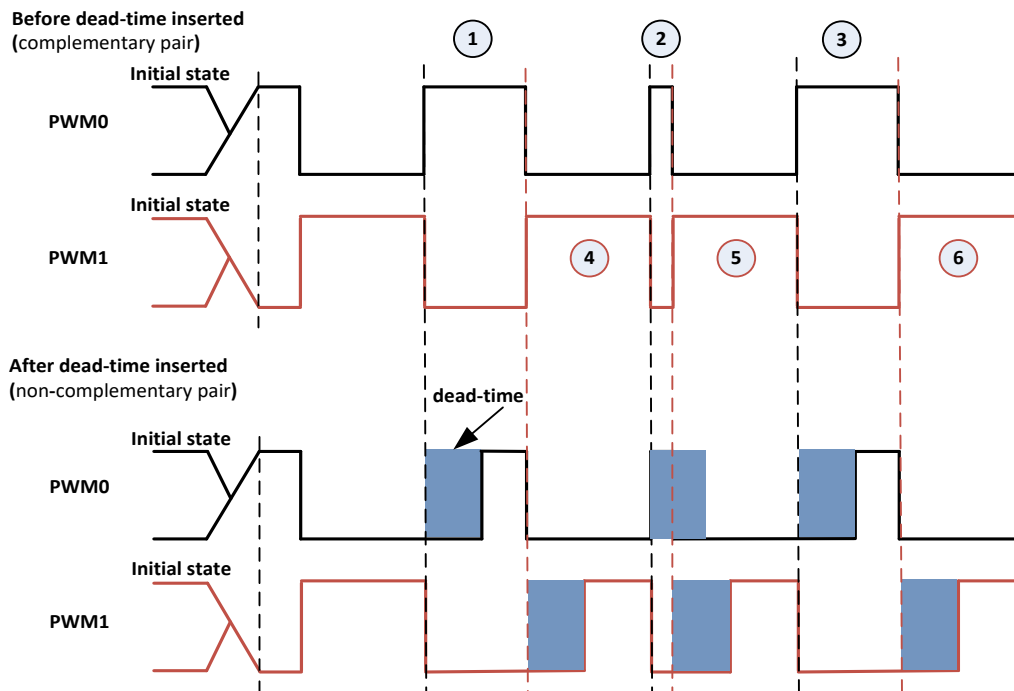 Before dead-time inserted
(complementary pair)
1
2
3
Initial state
PWM0
Initial state
PWM1
4
5
6
After dead-time inserted
(non-complementary pair)
dead-time
Initial state
PWM0
Initial state
PWM1